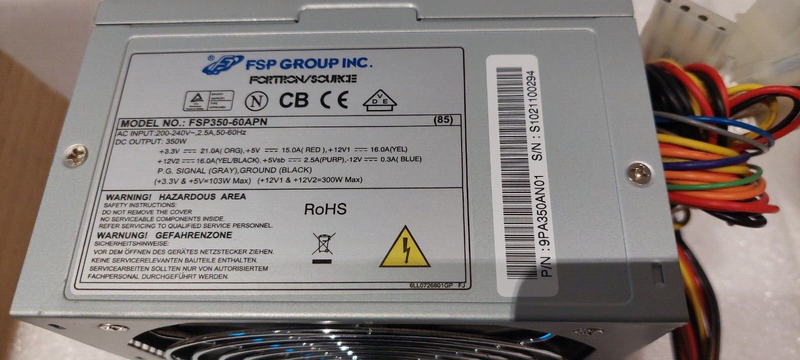 FSP GROUP INC.
FORTRON/SOURCE
N CB CE VDE
MODEL NO.: FSP350-60APN (85)
AC INPUT:200-240V~,2.5A,50-60Hz
DC OUTPUT: 350W
+3.3V ⎓ 21.0A( ORG),+5V ⎓ 15.0A( RED ), +12V1 ⎓ 16.0A(YEL)
+12V2 ⎓ 16.0A(YEL/BLACK), +5Vsb ⎓ 2.5A(PURPL),-12V ⎓ 0.3A( BLUE)
P.G. SIGNAL (GRAY),GROUND (BLACK)
(+3.3V & +5V=103W Max) (+12V1 & +12V2=300W Max)
WARNING! HAZARDOUS AREA
SAFETY INSTRUCTIONS:
DO NOT REMOVE THE COVER
NO SERVICEABLE COMPONENTS INSIDE.
REFER SERVICING TO QUALIFIED SERVICE PERSONNEL.
WARNUNG! GEFAHRENZONE
SICHERHEITSHINWEISE:
VOR DEM ÖFFNEN DES GERÄTES NETZSTECKER ZIEHEN.
KEINE SERVICERELEVANTEN BAUTEILE ENTHALTEN.
SERVICEARBEITEN SOLLTEN NUR VON AUTORISIERTEM
FACHPERSONAL DURCHGEFÜHRT WERDEN.
RoHS
P/N : 9PA350AN01 S/N : S1021100294